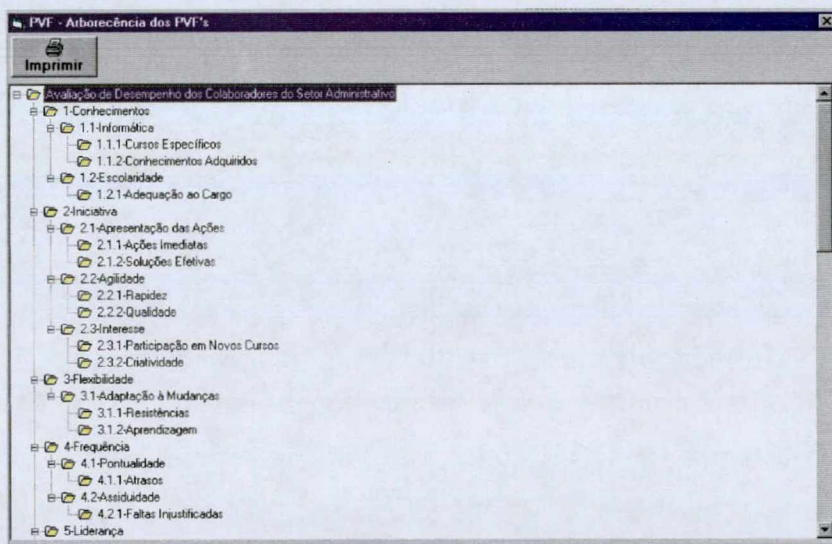 PVF - Arborecência dos PVF's
Imprimir
Avaliação de Desempenho dos Colaboradores do Setor Administrativo
1-Conhecimentos
1.1-Informática
1.1.1-Cursos Específicos
1.1.2-Conhecimentos Adquiridos
1.2-Escolaridade
1.2.1-Adequação ao Cargo
2-Iniciativa
2.1-Apresentação das Ações
2.1.1-Ações Imediatas
2.1.2-Soluções Efetivas
2.2-Agilidade
2.2.1-Rapidez
2.2.2-Qualidade
2.3-Interesse
2.3.1-Participação em Novos Cursos
2.3.2-Criatividade
3-Flexibilidade
3.1-Adaptação à Mudanças
3.1.1-Resistências
3.1.2-Aprendizagem
4-Frequência
4.1-Pontualidade
4.1.1-Atrasos
4.2-Assiduidade
4.2.1-Faltas Injustificadas
5-Liderança